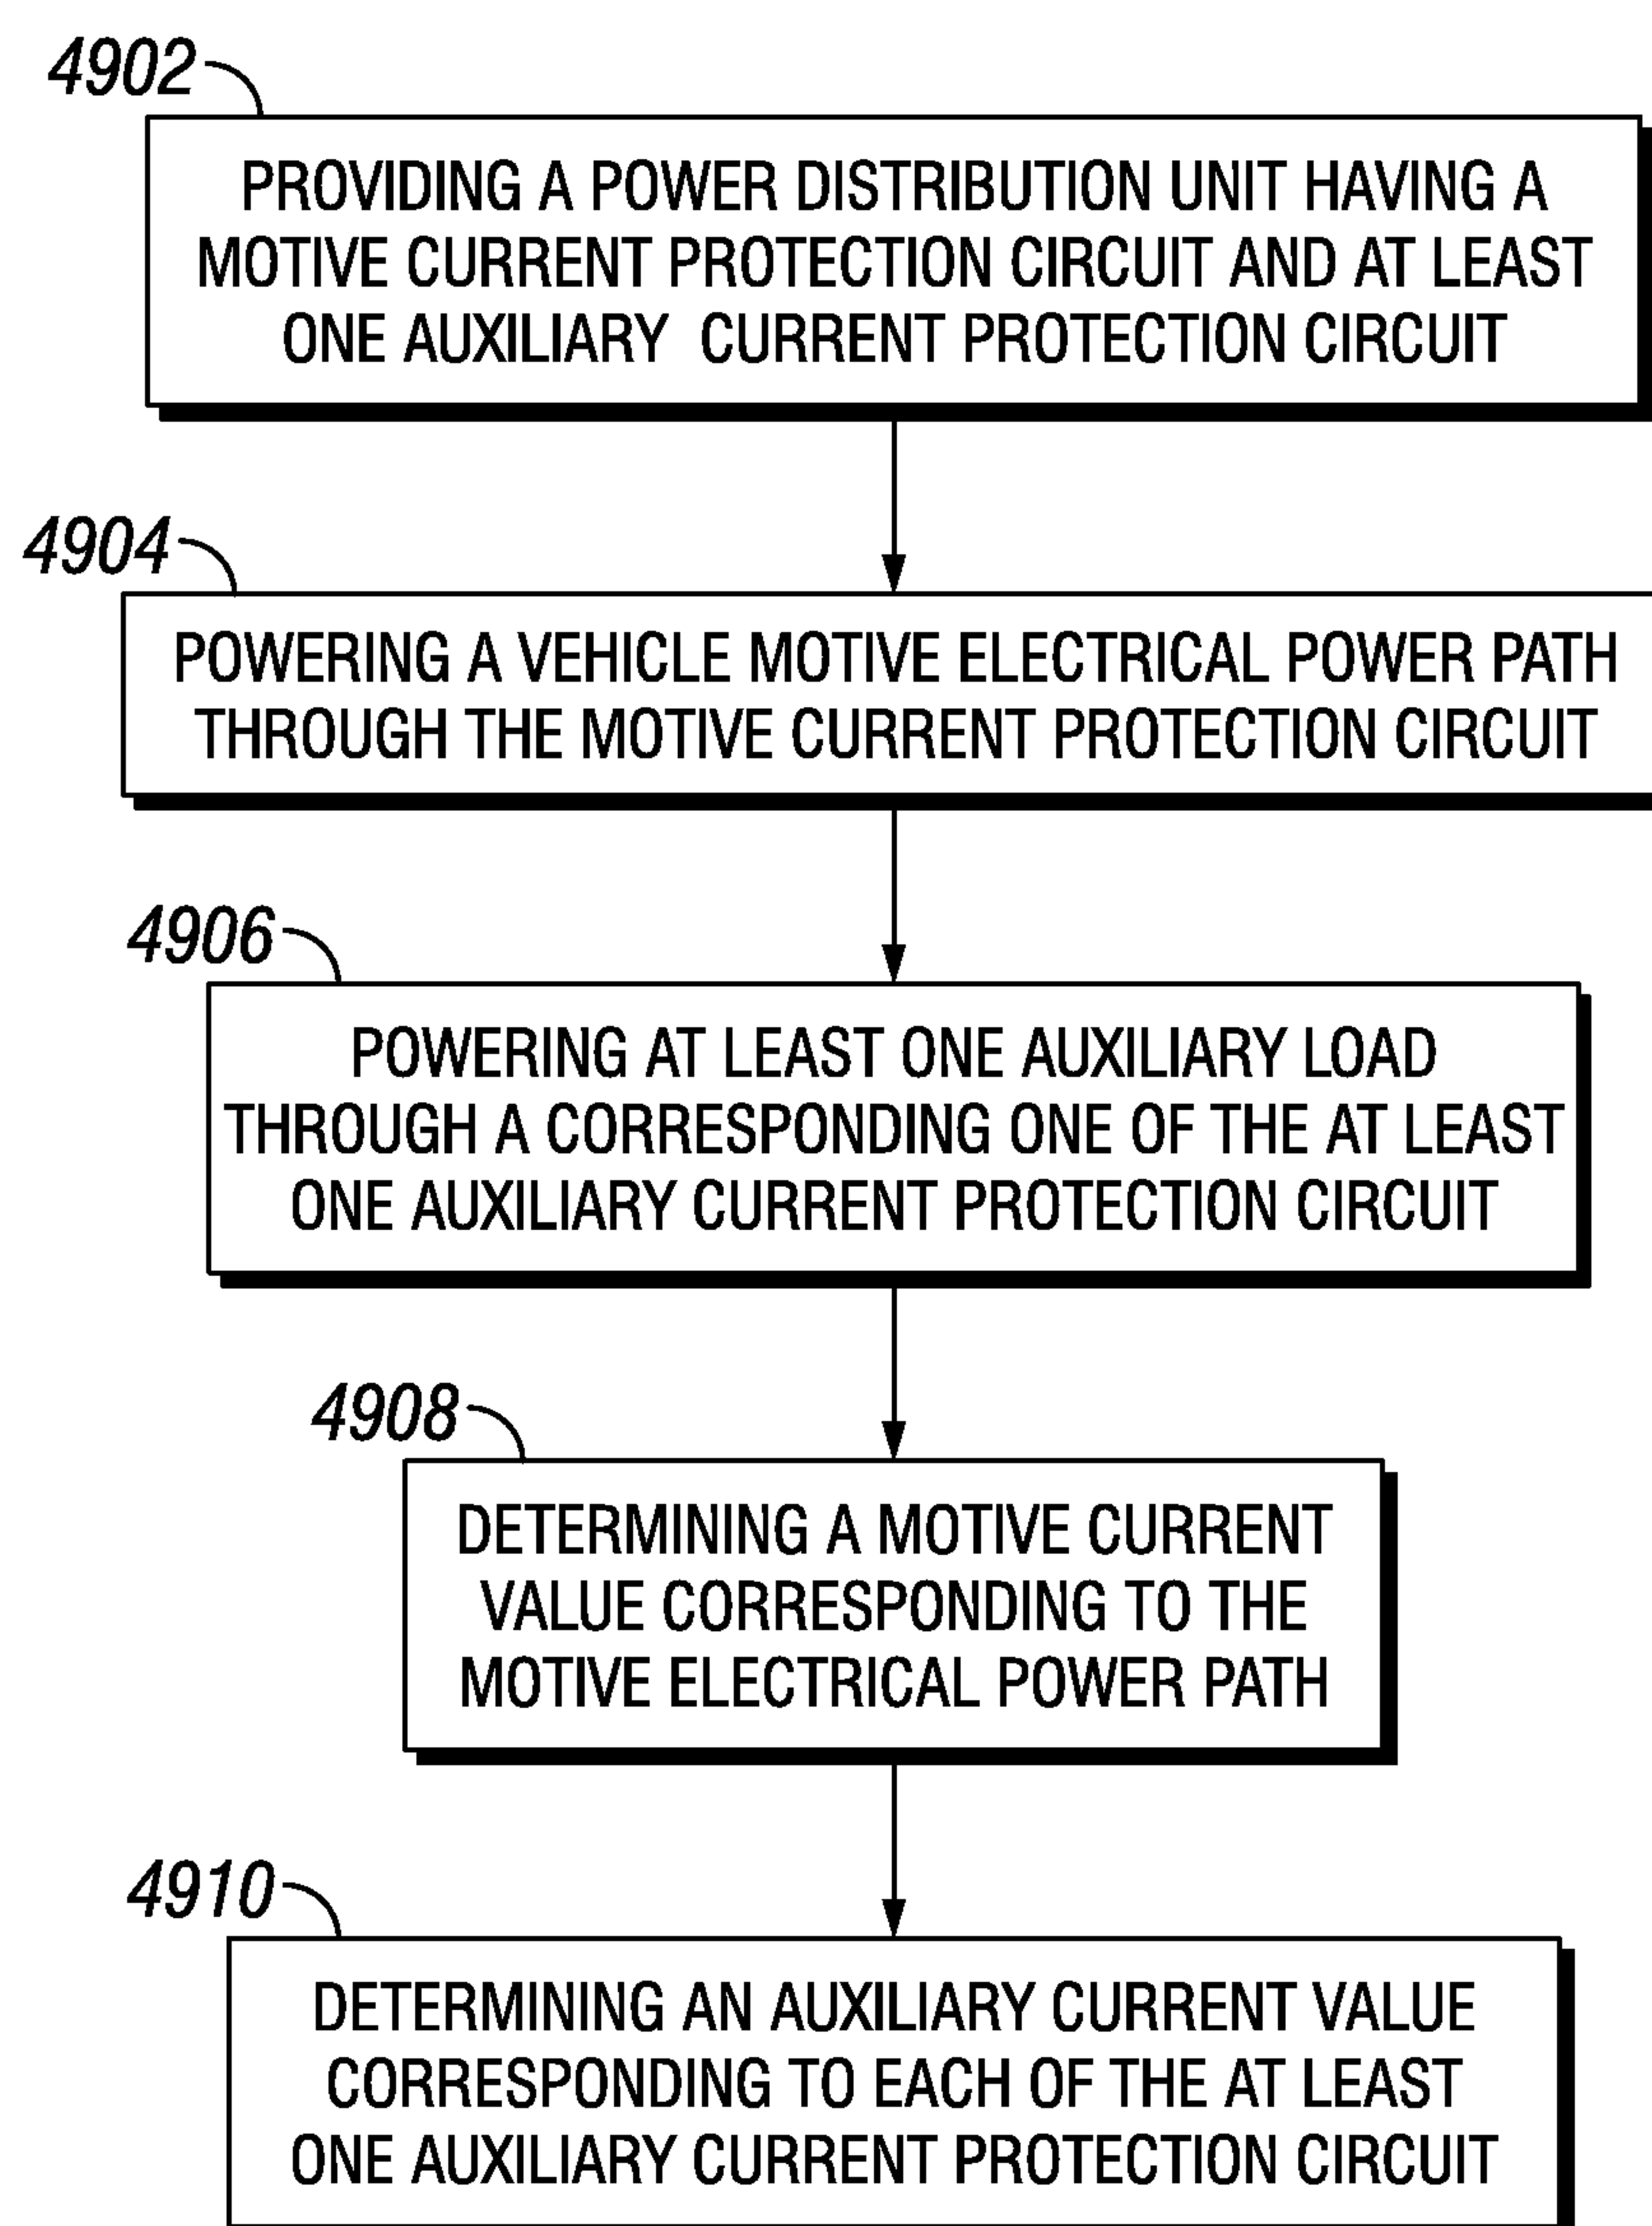 4902
PROVIDING A POWER DISTRIBUTION UNIT HAVING A
MOTIVE CURRENT PROTECTION CIRCUIT AND AT LEAST
ONE AUXILIARY CURRENT PROTECTION CIRCUIT
4904
POWERING A VEHICLE MOTIVE ELECTRICAL POWER PATH
THROUGH THE MOTIVE CURRENT PROTECTION CIRCUIT
4906
POWERING AT LEAST ONE AUXILIARY LOAD
THROUGH A CORRESPONDING ONE OF THE AT LEAST
ONE AUXILIARY CURRENT PROTECTION CIRCUIT
4908
DETERMINING A MOTIVE CURRENT
VALUE CORRESPONDING TO THE
MOTIVE ELECTRICAL POWER PATH
4910
DETERMINING AN AUXILIARY CURRENT VALUE
CORRESPONDING TO EACH OF THE AT LEAST
ONE AUXILIARY CURRENT PROTECTION CIRCUIT